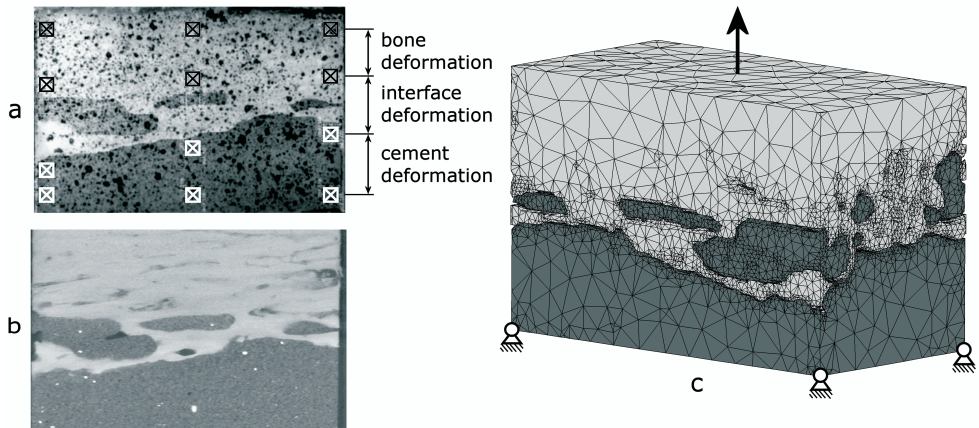 a
bone
deformation
interface
deformation
cement
deformation
b
c